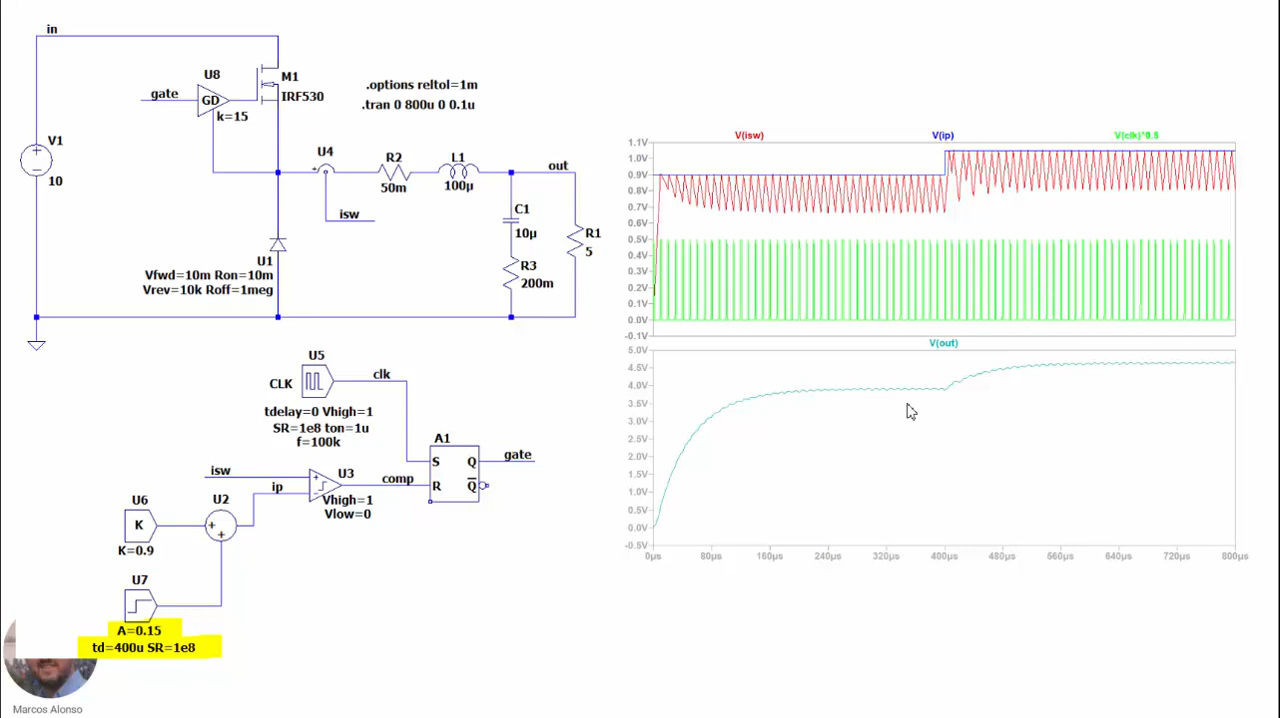 in
V1
10
gate
U8
GD
k=15
M1
IRF530
.options reltol=1m
.tran 0 800u 0 0.1u
U4
isw
R2
50m
L1
100µ
out
C1
10µ
R3
200m
R1
5
U1
Vfwd=10m Ron=10m
Vrev=10k Roff=1meg
U5
CLK
clk
tdelay=0 Vhigh=1
SR=1e8 ton=1u
f=100k
A1
S
R
Q
Q
gate
isw
ip
U3
comp
Vhigh=1
Vlow=0
U6
K
K=0.9
U2
U7
A=0.15
td=400u SR=1e8
Marcos Alonso
V(isw) V(ip) V(clk)*0.5
1.1V
1.0V
0.9V
0.8V
0.7V
0.6V
0.5V
0.4V
0.3V
0.2V
0.1V
0.0V
-0.1V
V(out)
5.0V
4.5V
4.0V
3.5V
3.0V
2.5V
2.0V
1.5V
1.0V
0.5V
0.0V
-0.5V
0µs 80µs 160µs 240µs 320µs 400µs 480µs 560µs 640µs 720µs 800µs